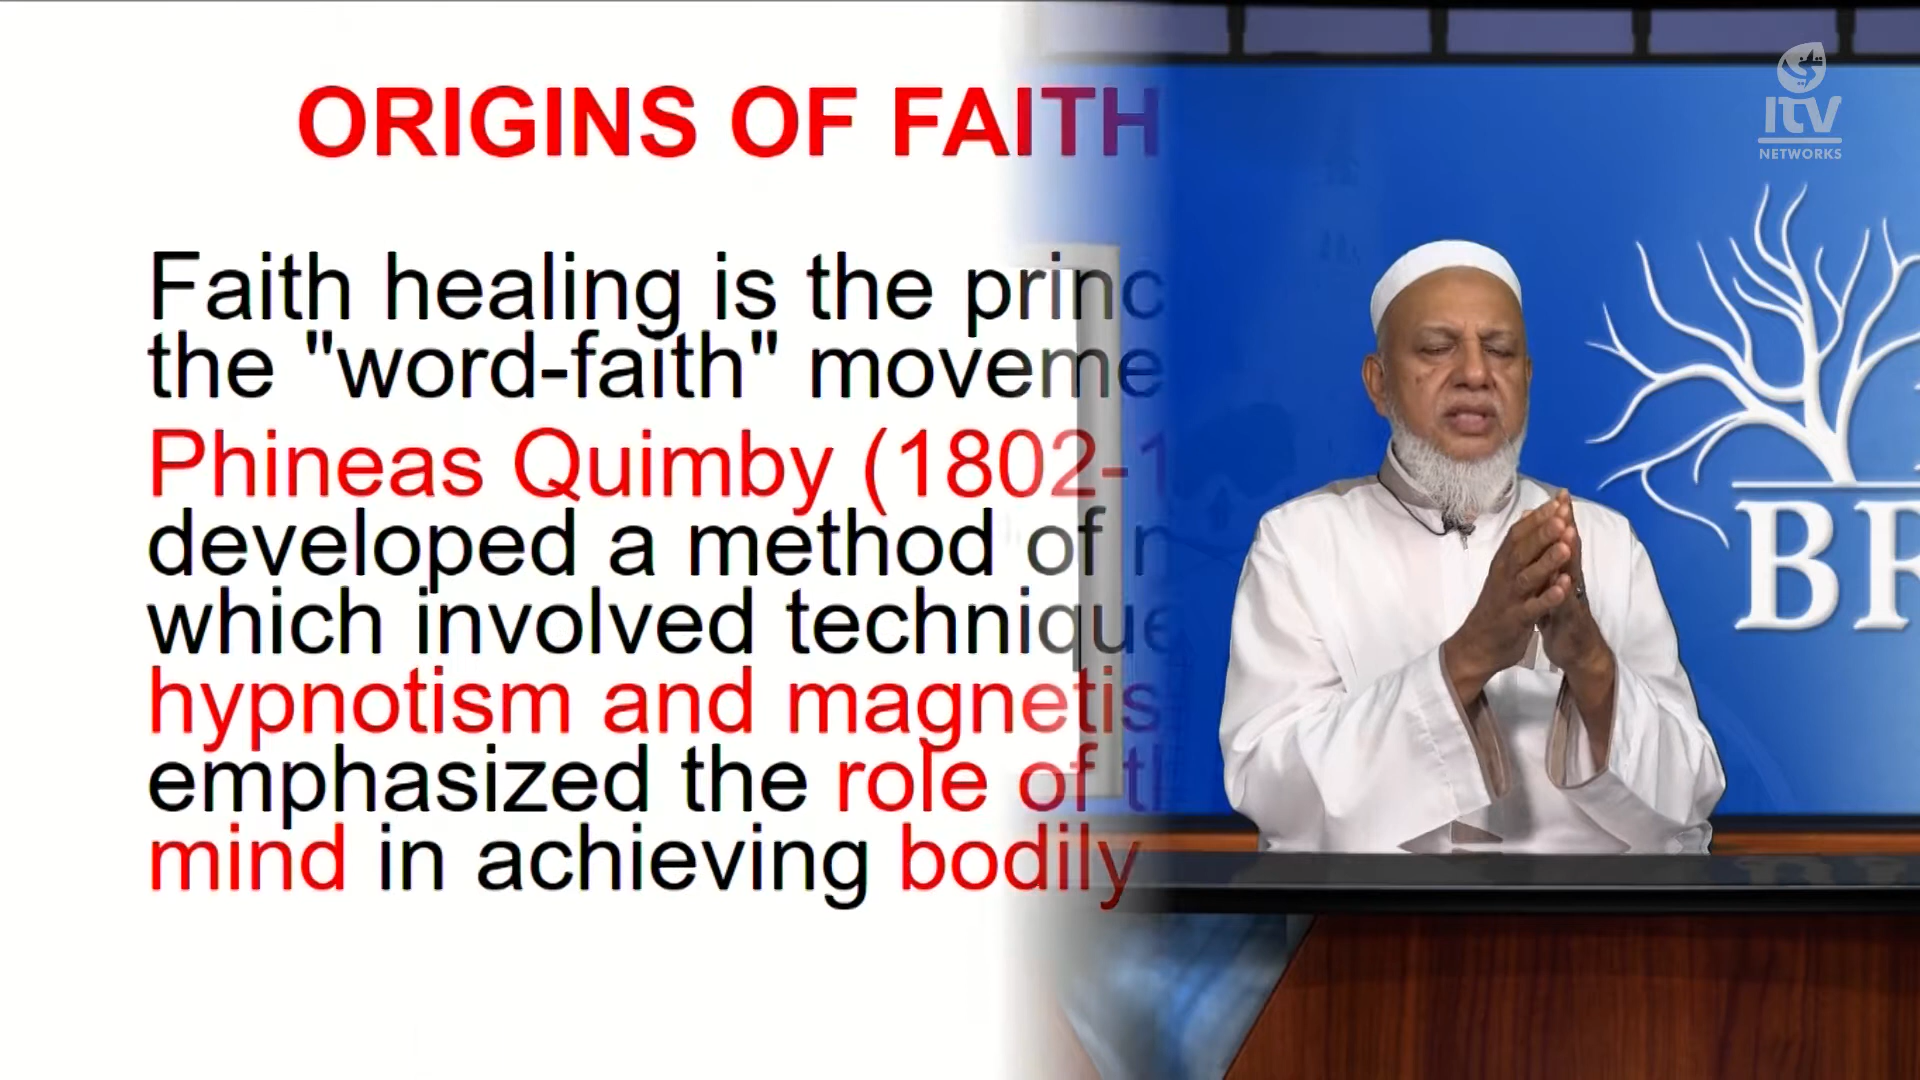 ORIGINS OF FAITH
Faith healing is the princ
the "word-faith" moveme
Phineas Quimby (1802-1
developed a method of
which involved technique
hypnotism and magnetis
emphasized the role of t
mind in achieving bodily
ITV
NETWORKS
BR